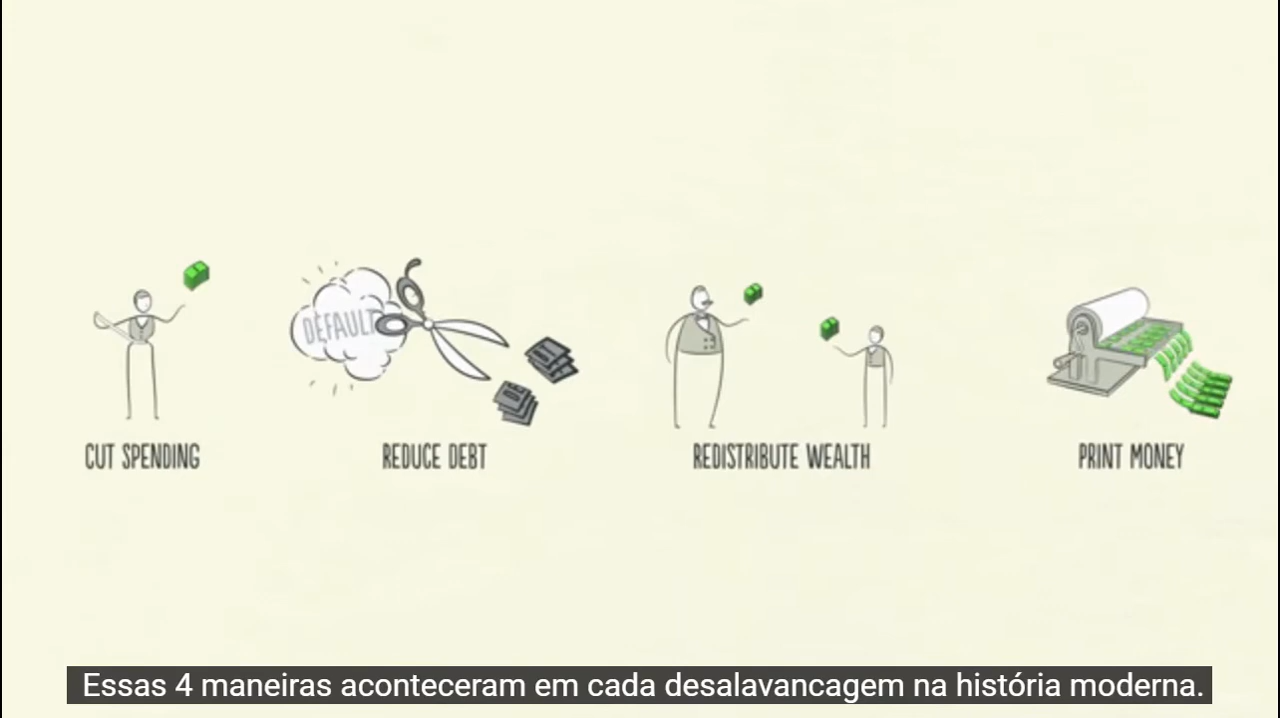 DEFAULT
CUT SPENDING
REDUCE DEBT
REDISTRIBUTE WEALTH
PRINT MONEY
Essas 4 maneiras aconteceram em cada desalavancagem na história moderna.